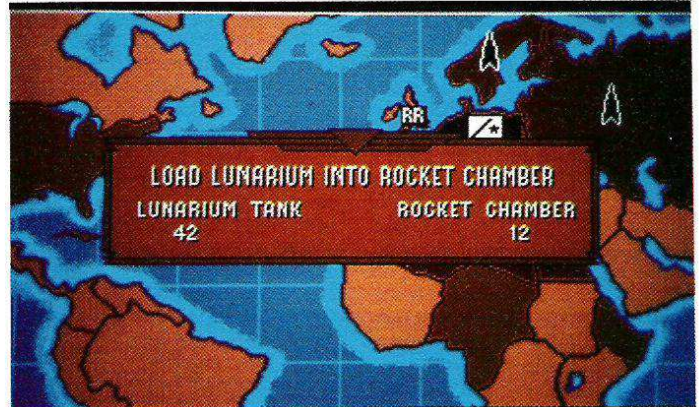 RR
LOAD LUNARIUM INTO ROCKET CHAMBER
LUNARIUM TANK ROCKET CHAMBER
42 12